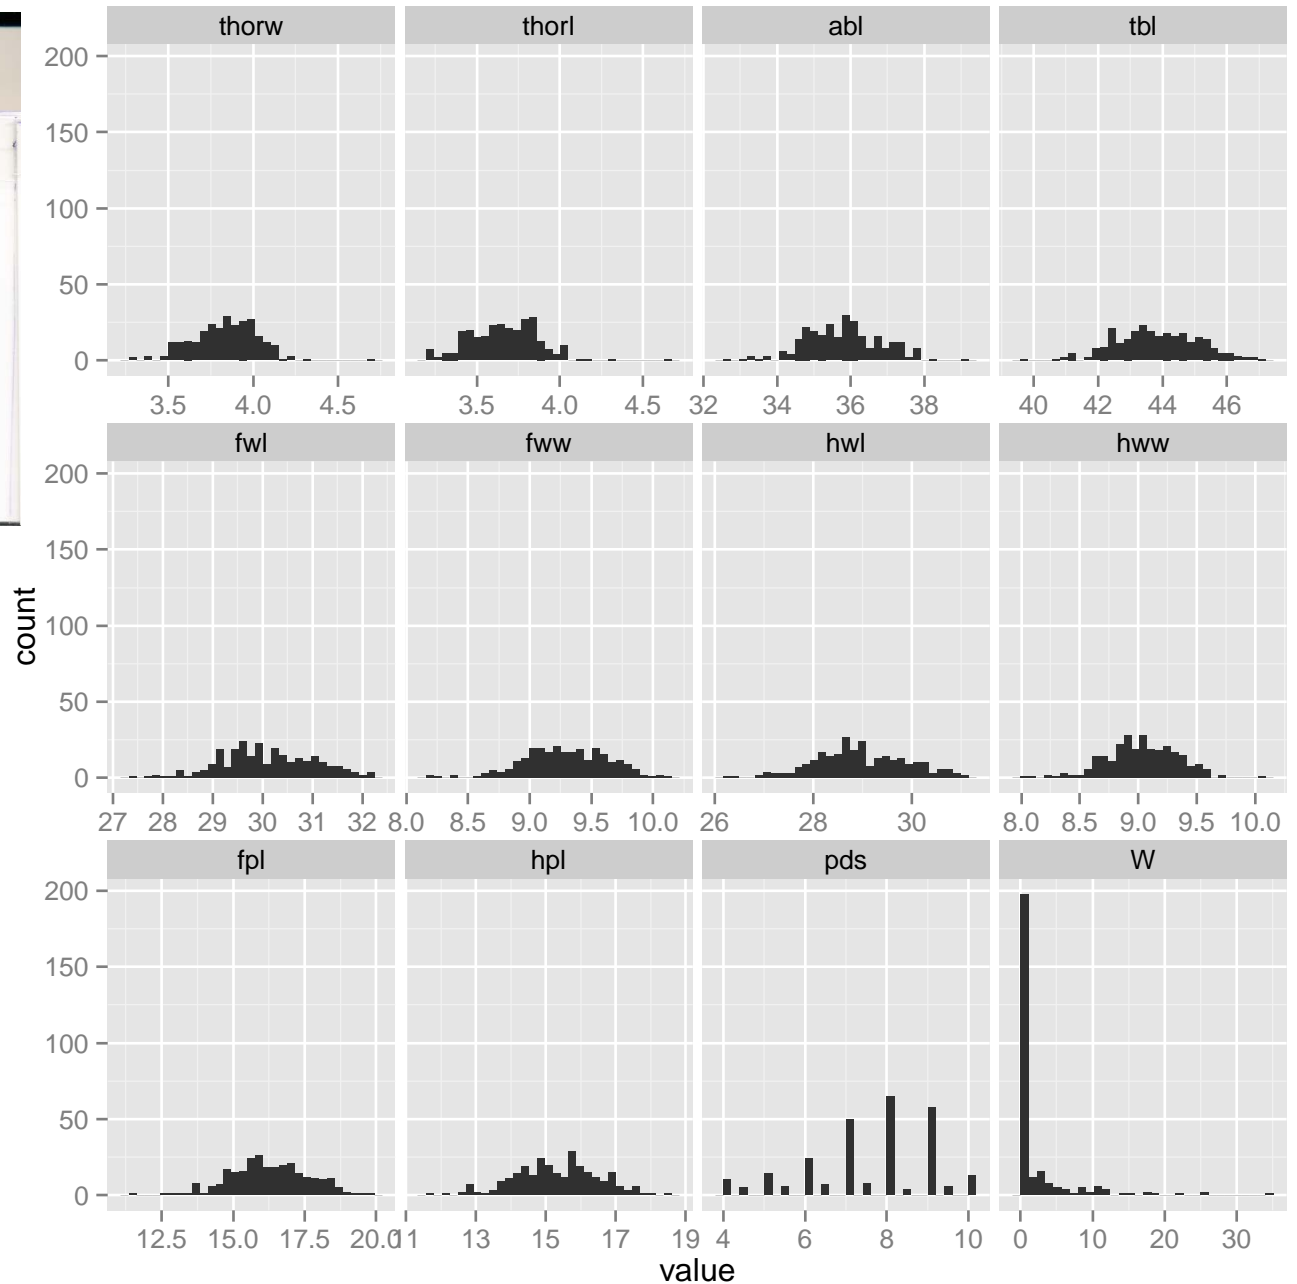 thorw thorl abl tbl
200
150
100
50
0
3.5 4.0 4.5 3.5 4.0 4.5 32 34 36 38 40 42 44 46
fwl fww hwl hww
200
150
100
50
0
27 28 29 30 31 32 8.0 8.5 9.0 9.5 10.0 26 28 30 8.0 8.5 9.0 9.5 10.0
fpl hpl pds W
200
150
100
50
0
12.5 15.0 17.5 20.0 11 13 15 17 19 4 6 8 10 0 10 20 30
count
value